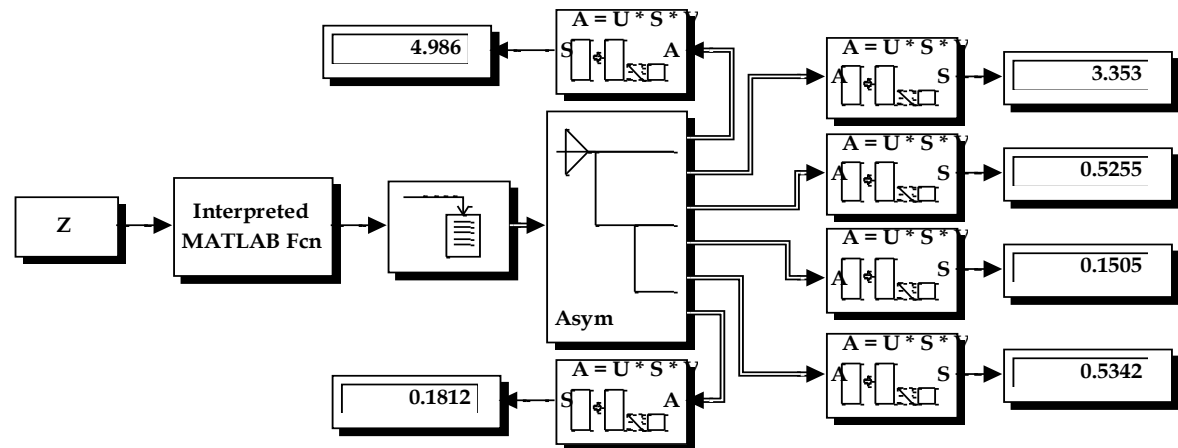 A = U * S * V
4.986
S
A
A = U * S * V
A
S
3.353
A = U * S * V
A
S
0.5255
Z
Interpreted
MATLAB Fcn
Asym
A = U * S * V
A
S
0.1505
A = U * S * V
A
S
0.5342
A = U * S * V
0.1812
S
A